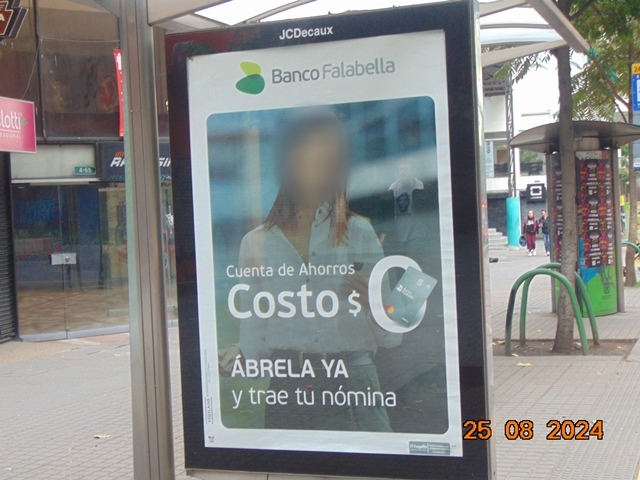 JCDecaux
Banco Falabella
Cuenta de Ahorros
Costo $0
ÁBRELA YA
y trae tu nómina
25 08 2024